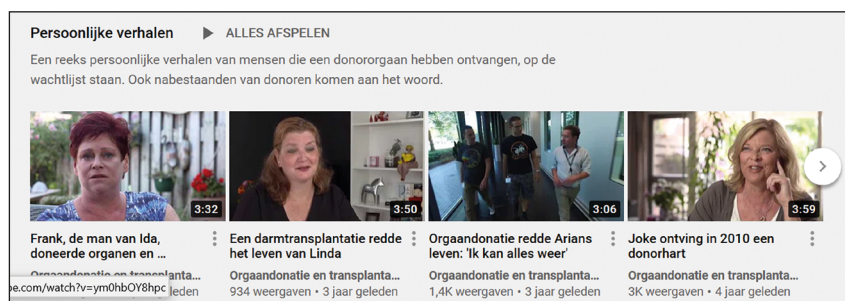 Persoonlijke verhalen ALLES AFSPELEN
Een reeks persoonlijke verhalen van mensen die een donororgaan hebben ontvangen, op de
wachtlijst staan. Ook nabestaanden van donoren komen aan het woord.
3:32
3:50
3:06
3:59
Frank, de man van Ida,
doneerde organen en ...
Orgaandonatie en transplanta...
pe.com/watch?v=ym0hbOY8hpc
Een darmtransplantatie redde
het leven van Linda
Orgaandonatie en transplanta...
934 weergaven • 3 jaar geleden
Orgaandonatie redde Arians
leven: 'Ik kan alles weer'
Orgaandonatie en transplanta...
1,4K weergaven • 3 jaar geleden
Joke ontving in 2010 een
donorhart
Orgaandonatie en transplanta...
3K weergaven • 4 jaar geleden